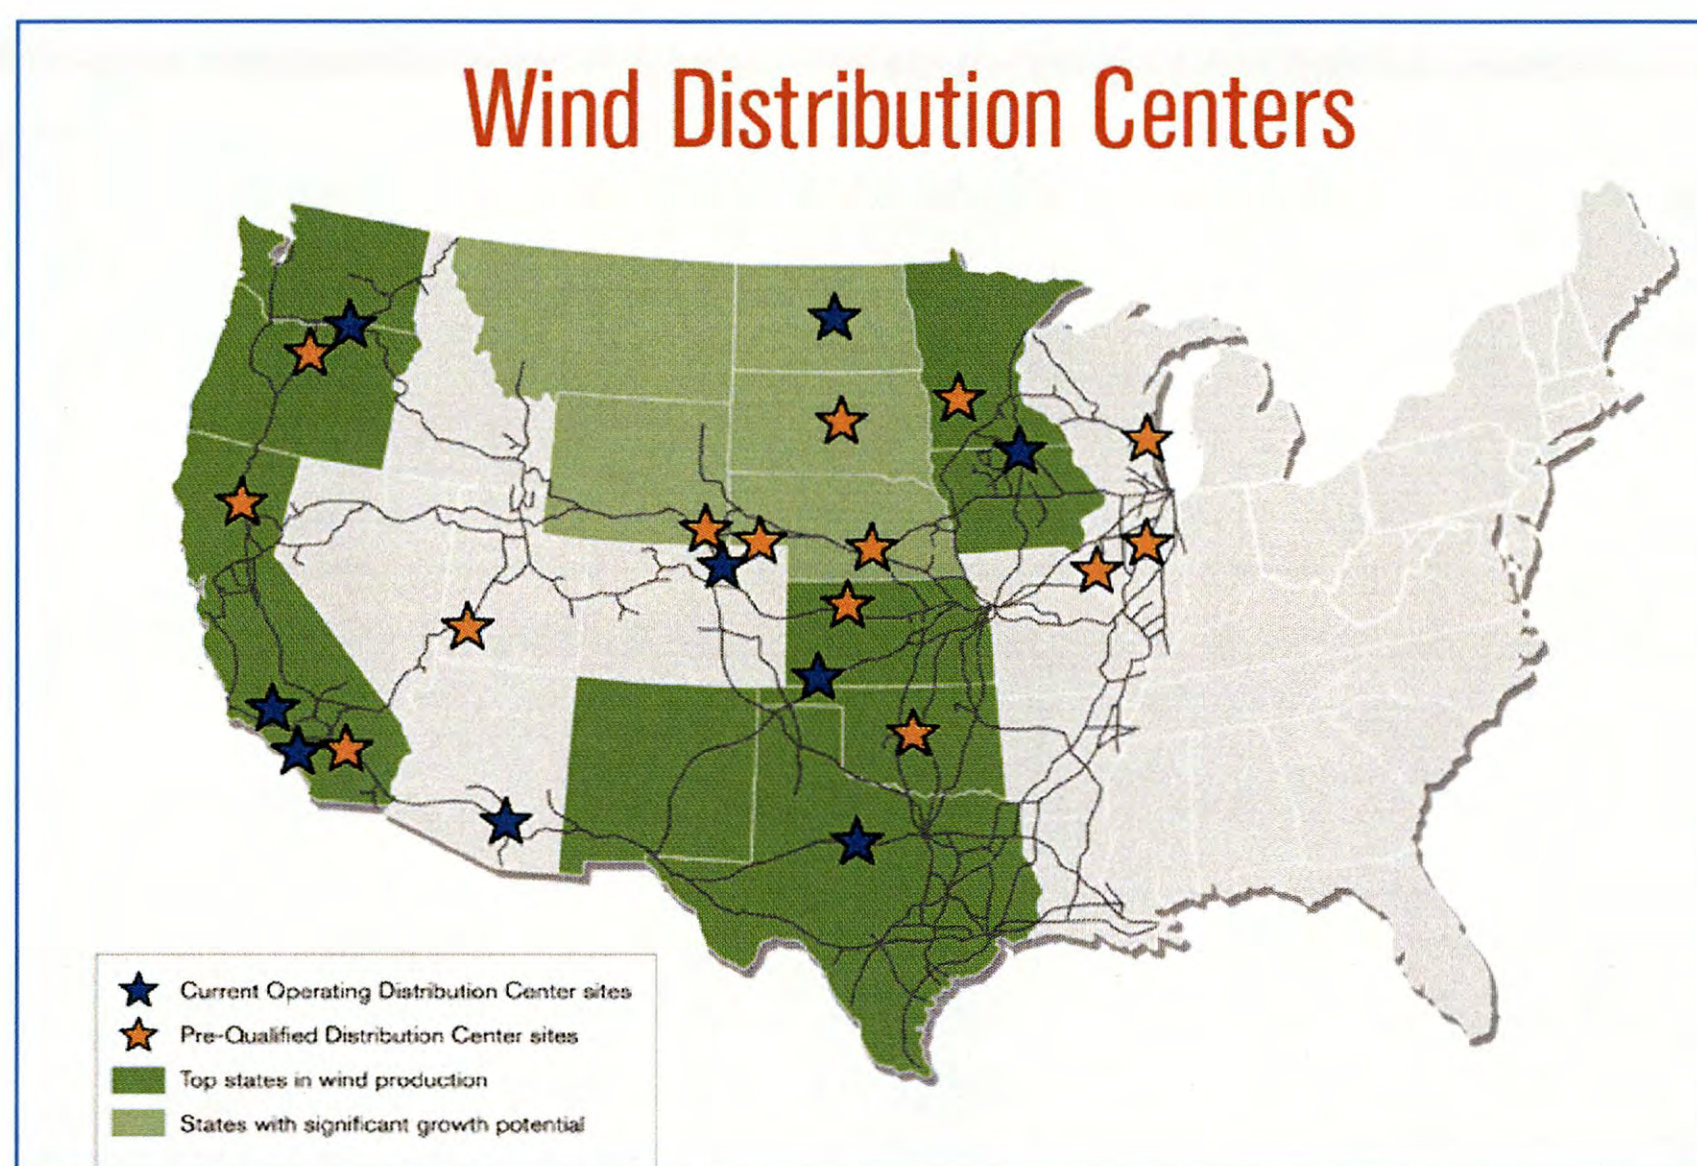 Wind Distribution Centers
Current Operating Distribution Center sites
Pre-Qualified Distribution Center sites
Top states in wind production
States with significant growth potential